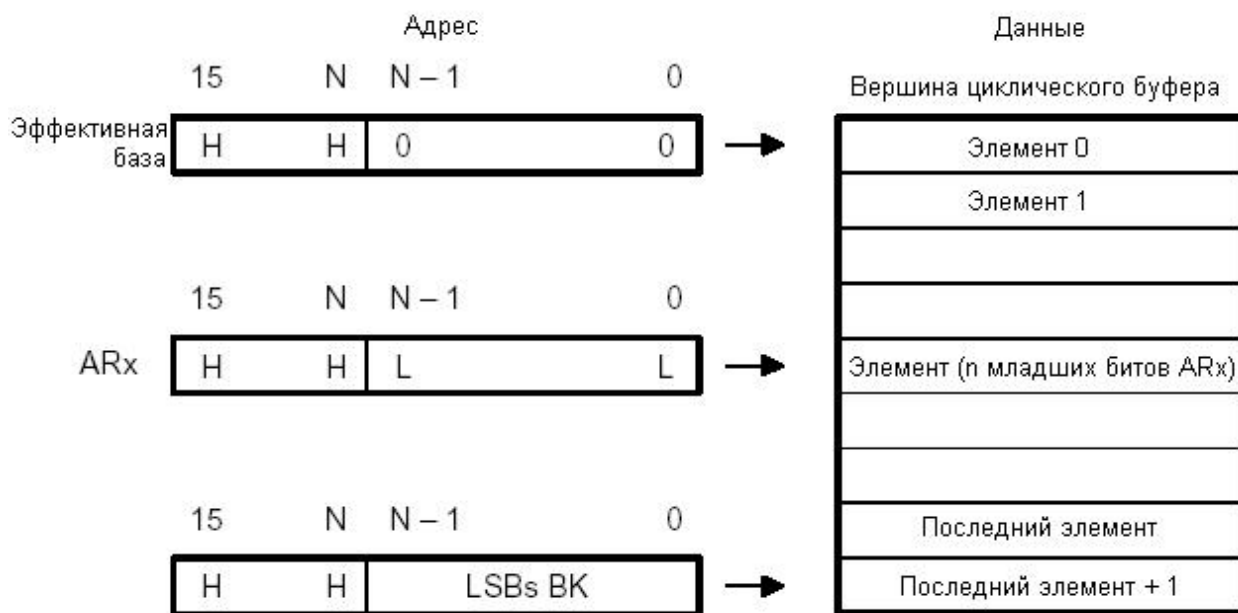 Адрес
Данные
15 N N – 1 0
Вершина циклического буфера
Эффективная
база
H H 0 0
Элемент 0
Элемент 1
15 N N – 1 0
ARx
H H L L
Элемент (n младших битов ARx)
15 N N – 1 0
Последний элемент
H H LSBs BK
Последний элемент + 1